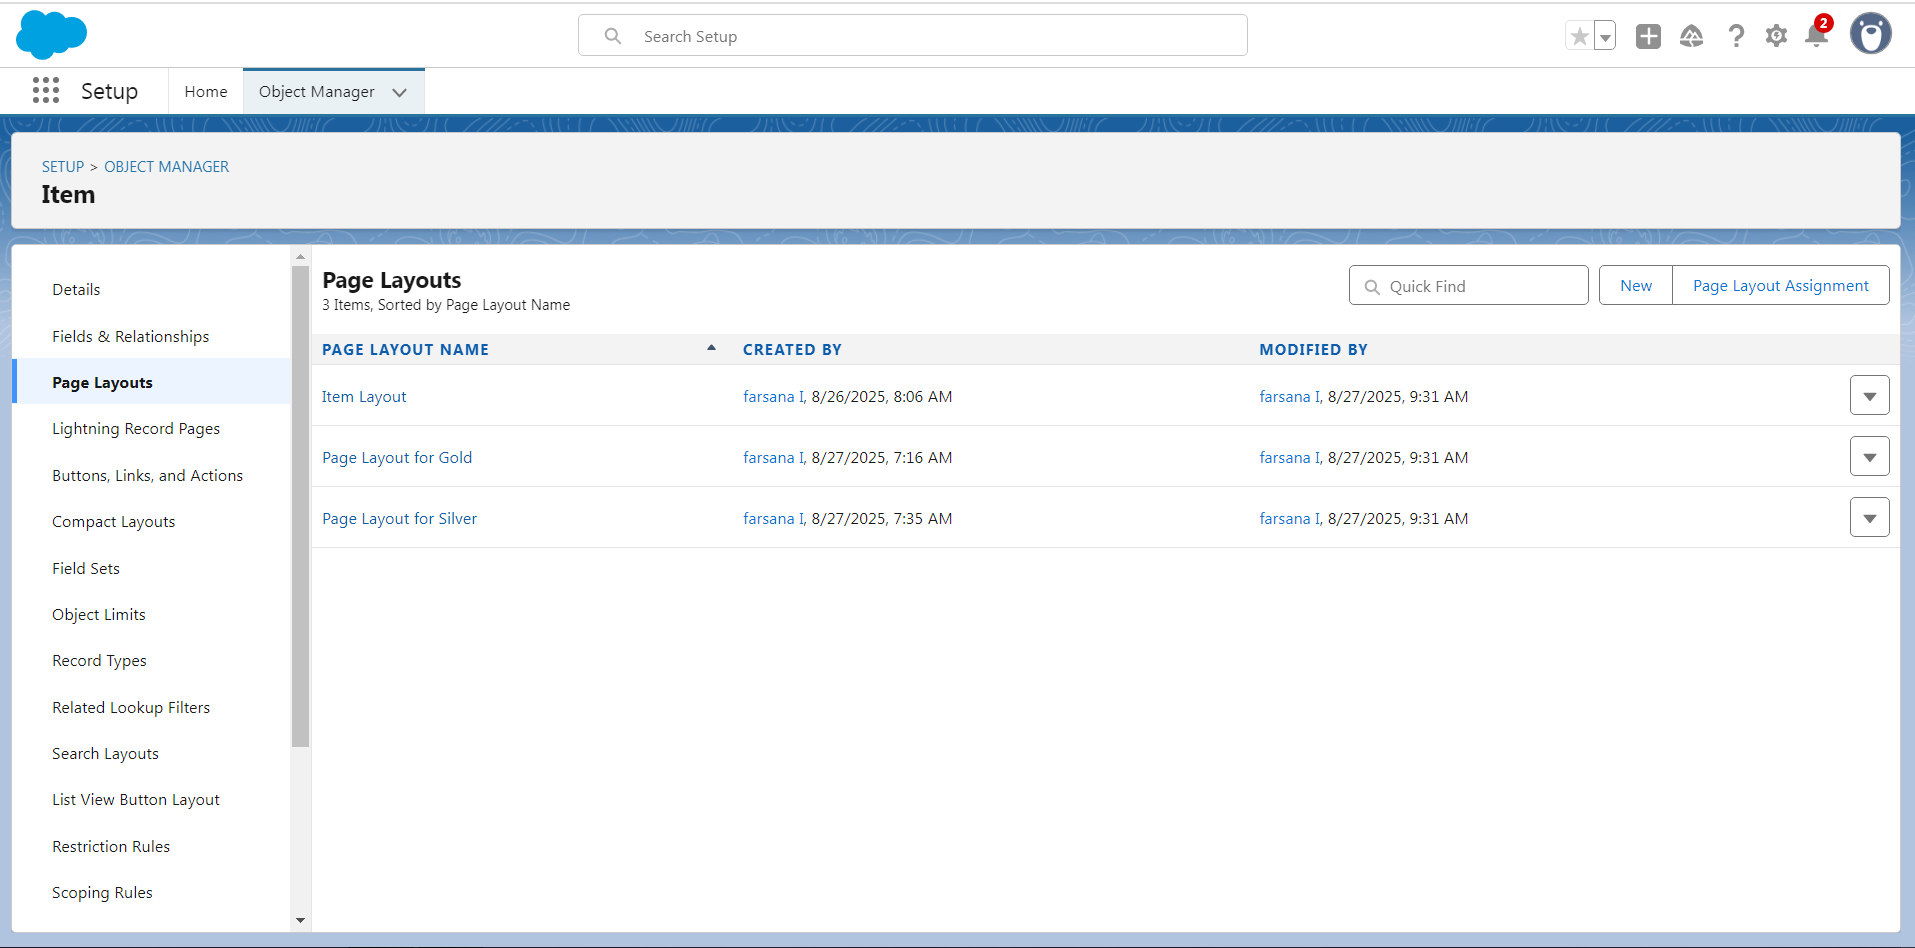 Search Setup
2
Setup
Home
Object Manager
SETUP > OBJECT MANAGER
Item
Details
Fields & Relationships
Page Layouts
Lightning Record Pages
Buttons, Links, and Actions
Compact Layouts
Field Sets
Object Limits
Record Types
Related Lookup Filters
Search Layouts
List View Button Layout
Restriction Rules
Scoping Rules
Page Layouts
3 Items, Sorted by Page Layout Name
Quick Find
New
Page Layout Assignment
PAGE LAYOUT NAME CREATED BY MODIFIED BY
Item Layout farsana I, 8/26/2025, 8:06 AM farsana I, 8/27/2025, 9:31 AM
Page Layout for Gold farsana I, 8/27/2025, 7:16 AM farsana I, 8/27/2025, 9:31 AM
Page Layout for Silver farsana I, 8/27/2025, 7:35 AM farsana I, 8/27/2025, 9:31 AM